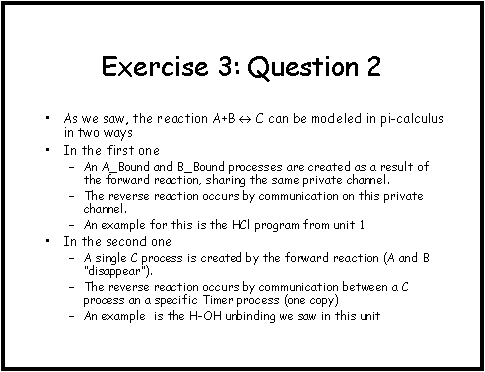 Exercise 3: Question 2
• As we saw, the reaction A+B ↔ C can be modeled in pi-calculus
in two ways
• In the first one
– An A_Bound and B_Bound processes are created as a result of
the forward reaction, sharing the same private channel.
– The reverse reaction occurs by communication on this private
channel.
– An example for this is the HCl program from unit 1
• In the second one
– A single C process is created by the forward reaction (A and B
"disappear").
– The reverse reaction occurs by communication between a C
process an a specific Timer process (one copy)
– An example is the H-OH unbinding we saw in this unit